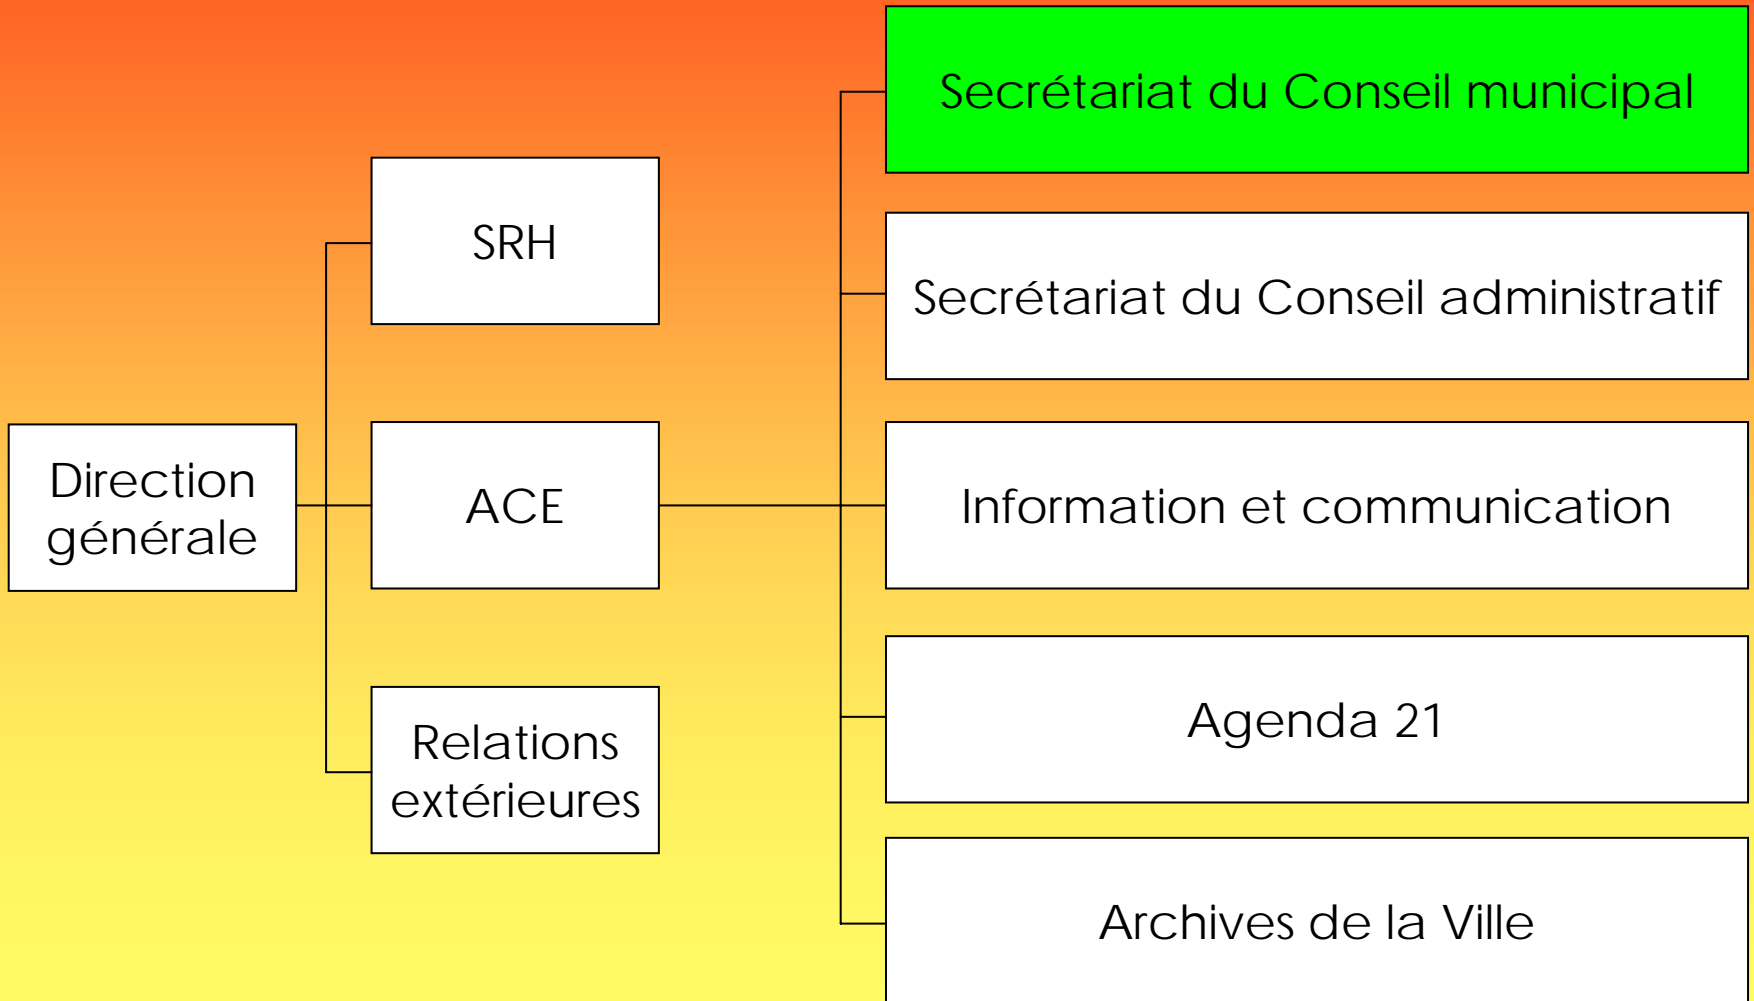 Direction
générale
SRH
ACE
Relations
extérieures
Secrétariat du Conseil municipal
Secrétariat du Conseil administratif
Information et communication
Agenda 21
Archives de la Ville